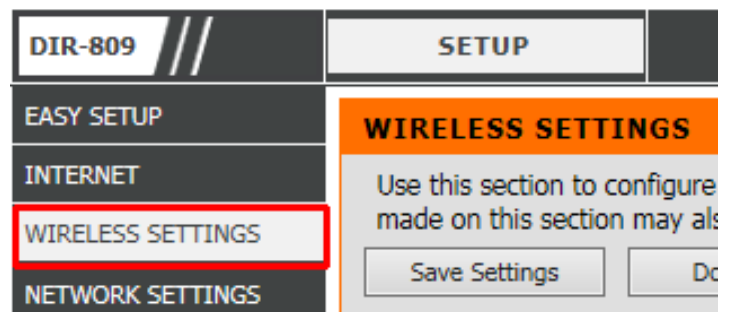 DIR-809
SETUP
EASY SETUP
INTERNET
WIRELESS SETTINGS
NETWORK SETTINGS
WIRELESS SETTINGS
Use this section to configure
made on this section may
Save Settings